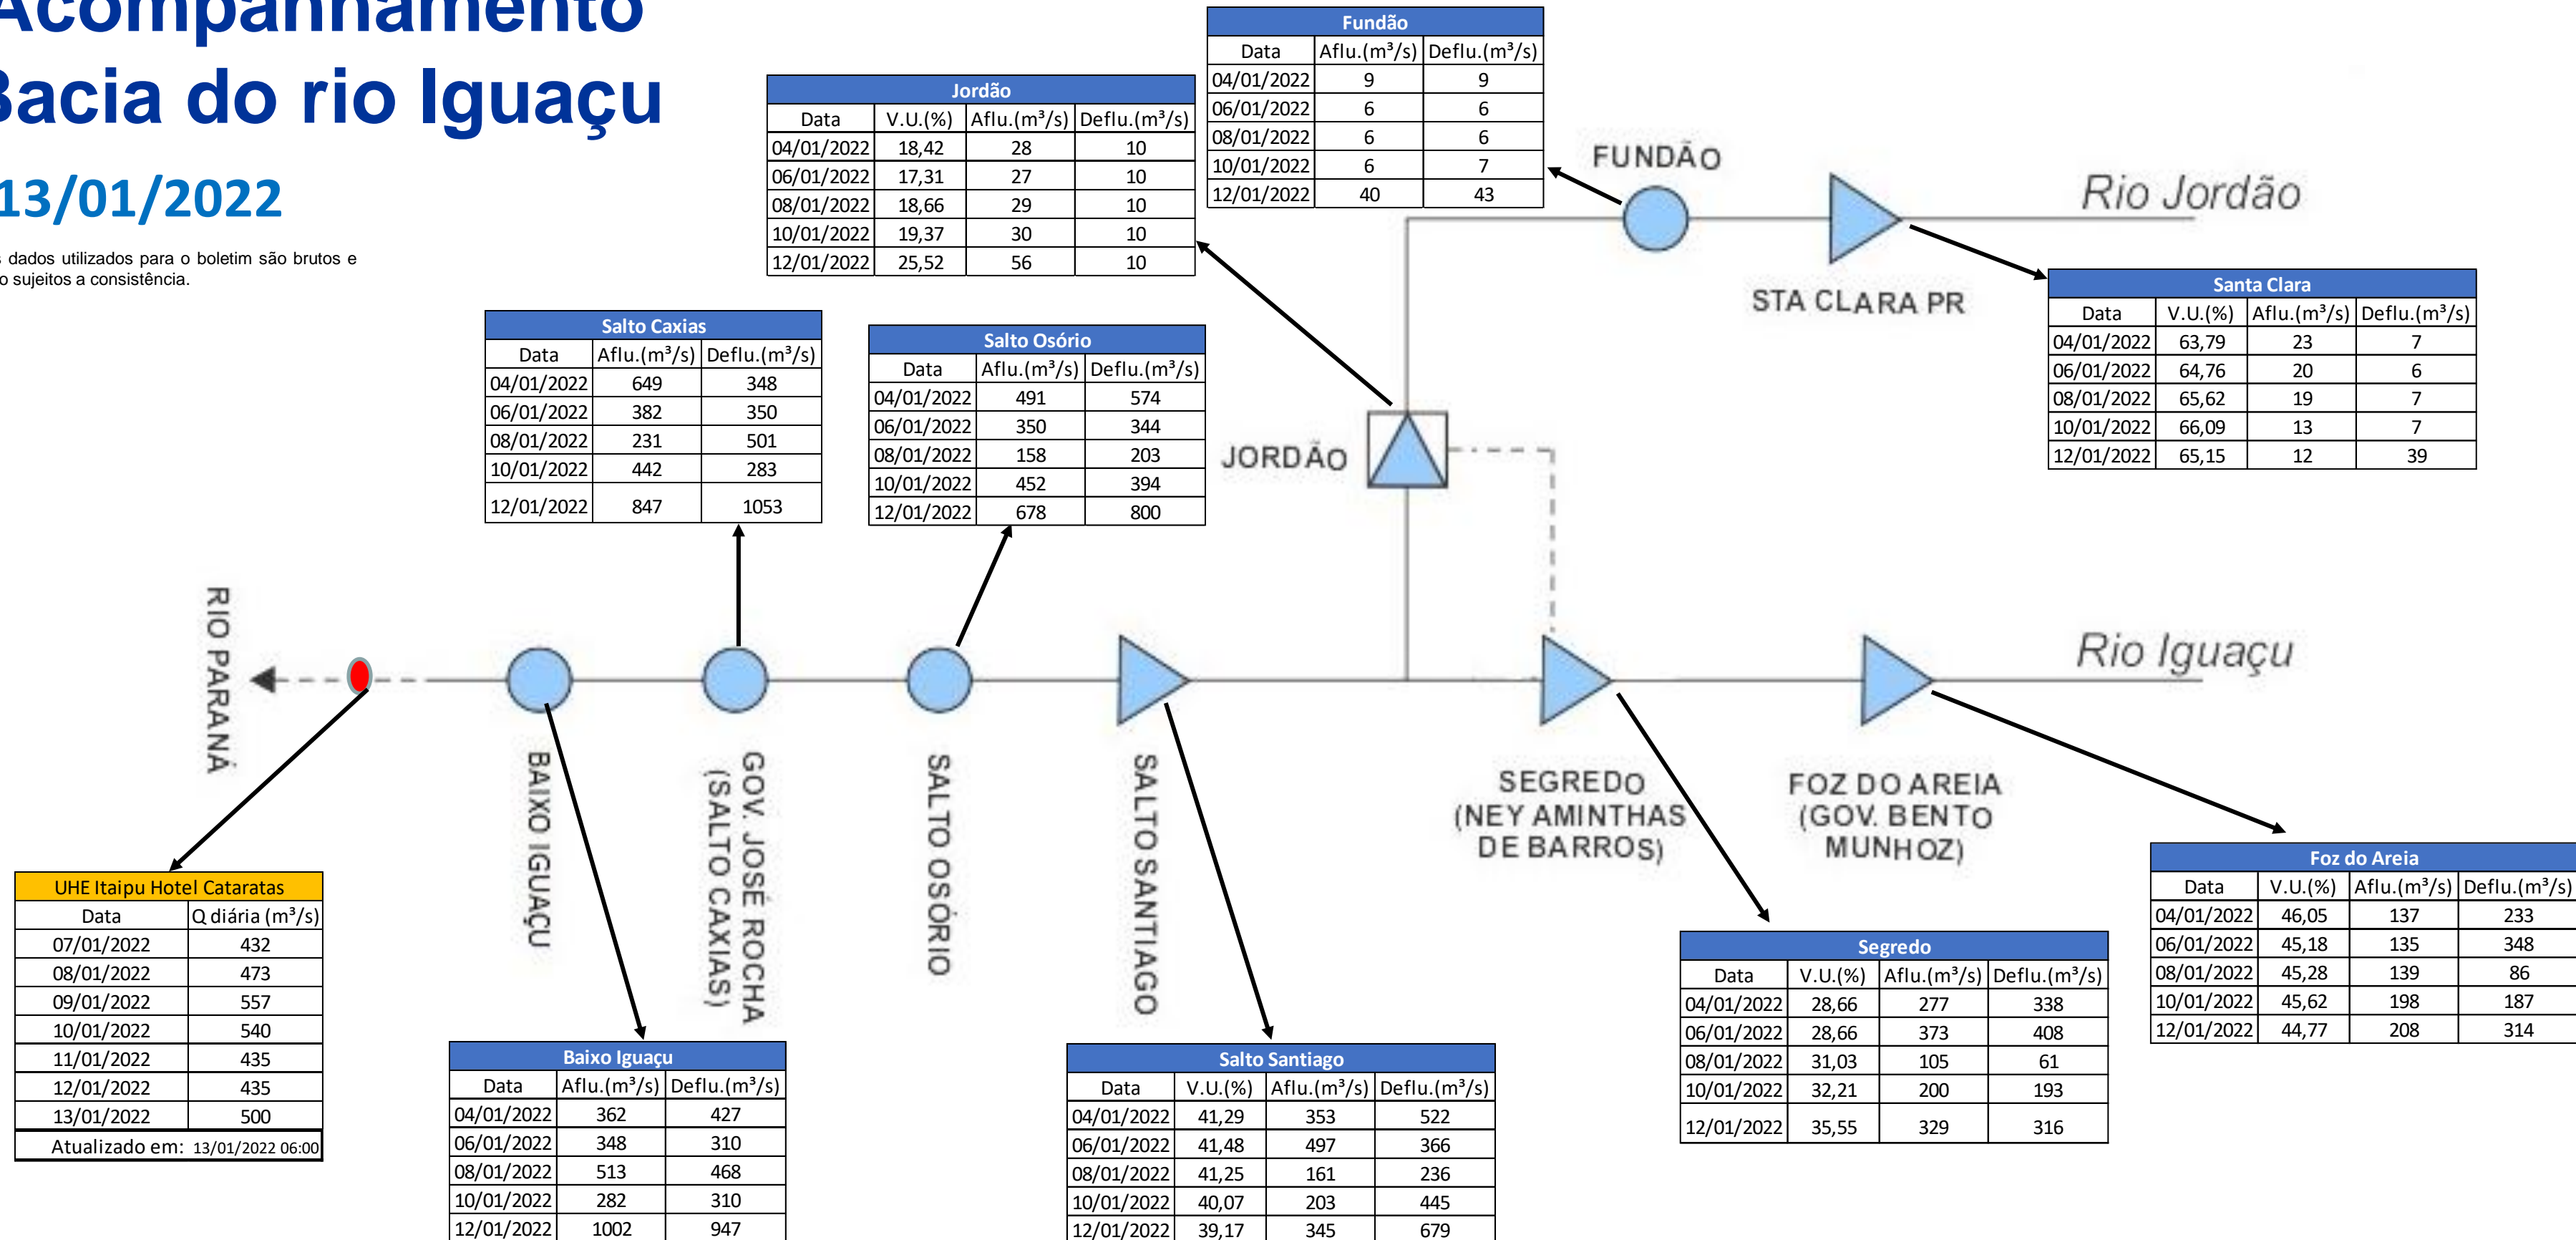 Acompanhamento
Bacia do rio Iguaçu
13/01/2022
dados utilizados para o boletim são brutos e
sujeitos a consistência.
Fundão
Data Aflu.(m³/s) Deflu.(m³/s)
04/01/2022 9 9
06/01/2022 6 6
08/01/2022 6 6
10/01/2022 6 7
12/01/2022 40 43
Jordão
Data V.U.(%) Aflu.(m³/s) Deflu.(m³/s)
04/01/2022 18,42 28 10
06/01/2022 17,31 27 10
08/01/2022 18,66 29 10
10/01/2022 19,37 30 10
12/01/2022 25,52 56 10
FUNDÃO
Rio Jordão
STA CLARA PR
Santa Clara
Data V.U.(%) Aflu.(m³/s) Deflu.(m³/s)
04/01/2022 63,79 23 7
06/01/2022 64,76 20 6
08/01/2022 65,62 19 7
10/01/2022 66,09 13 7
12/01/2022 65,15 12 39
Salto Caxias
Data Aflu.(m³/s) Deflu.(m³/s)
04/01/2022 649 348
06/01/2022 382 350
08/01/2022 231 501
10/01/2022 442 283
12/01/2022 847 1053
Salto Osório
Data Aflu.(m³/s) Deflu.(m³/s)
04/01/2022 491 574
06/01/2022 350 344
08/01/2022 158 203
10/01/2022 452 394
12/01/2022 678 800
JORDÃO
RIO PARANÁ
Rio Iguaçu
BAIXO IGUAÇU
GOV. JOSÉ ROCHA
(SALTO CAXIAS)
SALTO OSÓRIO
SALTO SANTIAGO
SEGREDO
(NEY AMINTHAS
DE BARROS)
FOZ DO AREIA
(GOV. BENTO
MUNHOZ)
UHE Itaipu Hotel Cataratas
Data Q diária (m³/s)
07/01/2022 432
08/01/2022 473
09/01/2022 557
10/01/2022 540
11/01/2022 435
12/01/2022 435
13/01/2022 500
Atualizado em: 13/01/2022 06:00
Baixo Iguaçu
Data Aflu.(m³/s) Deflu.(m³/s)
04/01/2022 362 427
06/01/2022 348 310
08/01/2022 513 468
10/01/2022 282 310
12/01/2022 1002 947
Salto Santiago
Data V.U.(%) Aflu.(m³/s) Deflu.(m³/s)
04/01/2022 41,29 353 522
06/01/2022 41,48 497 366
08/01/2022 41,25 161 236
10/01/2022 40,07 203 445
12/01/2022 39,17 345 679
Segredo
Data V.U.(%) Aflu.(m³/s) Deflu.(m³/s)
04/01/2022 28,66 277 338
06/01/2022 28,66 373 408
08/01/2022 31,03 105 61
10/01/2022 32,21 200 193
12/01/2022 35,55 329 316
Foz do Areia
Data V.U.(%) Aflu.(m³/s) Deflu.(m³/s)
04/01/2022 46,05 137 233
06/01/2022 45,18 135 348
08/01/2022 45,28 139 86
10/01/2022 45,62 198 187
12/01/2022 44,77 208 314